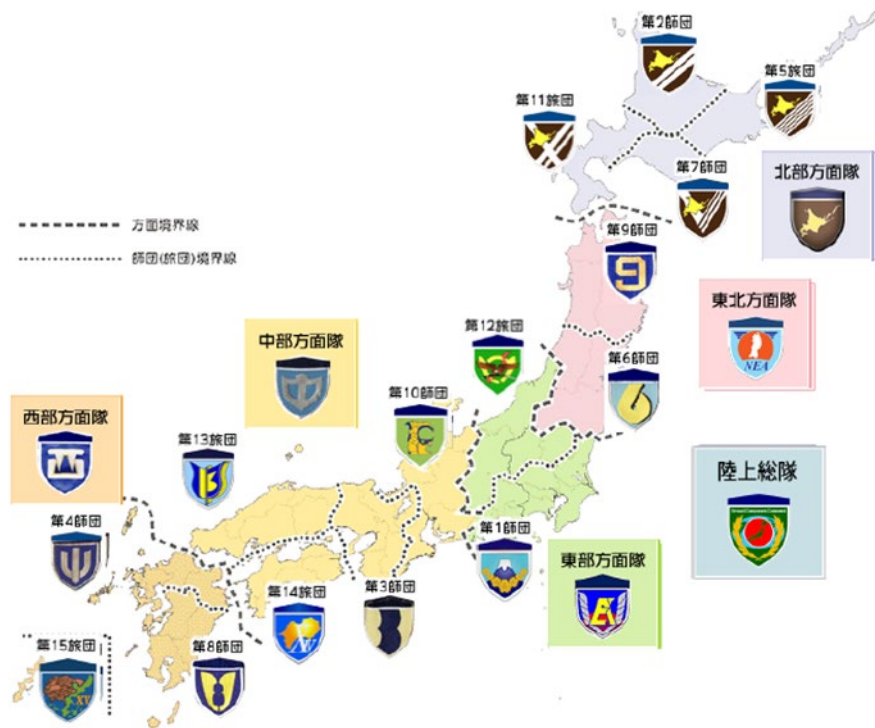 第2師団
第5旅団
第11旅団
第7師団
北部方面隊
方面境界線
師団(旅団)境界線
第9師団
9
東北方面隊
NEA
第12旅団
中部方面隊
第6師団
6
第10師団
西部方面隊
第13旅団
陸上総隊
第4師団
第1師団
東部方面隊
第14旅団
第3師団
第15旅団
XV
第8師団